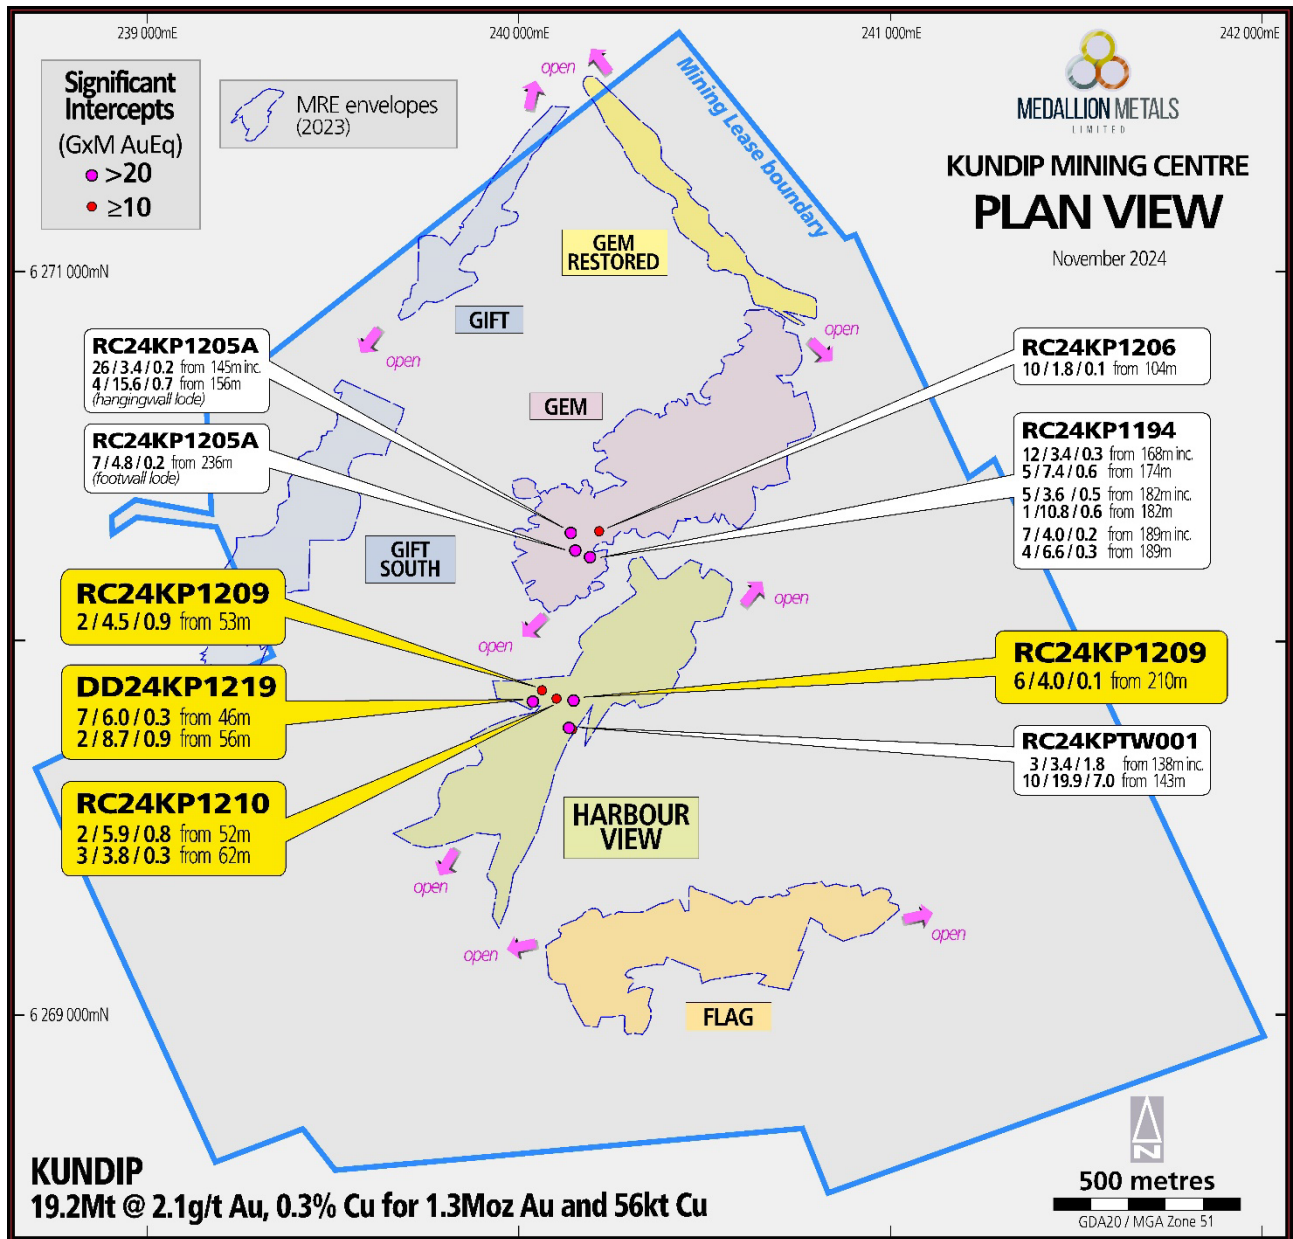 239 000mE
240 000mE
241 000mE
242 000mE
Significant
Intercepts
(GxM AuEq)
>20
≥10
MRE envelopes
(2023)
open
open
Mining Lease boundary
MEDALLION METALS
LIMITED
KUNDIP MINING CENTRE
PLAN VIEW
November 2024
6 271 000mN
GEM
RESTORED
GIFT
open
open
RC24KP1205A
26 / 3.4 / 0.2 from 145m inc.
4 / 15.6 / 0.7 from 156m
(hangingwall lode)
RC24KP1206
10 / 1.8 / 0.1 from 104m
GEM
RC24KP1205A
7 / 4.8 / 0.2 from 236m
(footwall lode)
RC24KP1194
12 / 3.4 / 0.3 from 168m inc.
5 / 7.4 / 0.6 from 174m
5 / 3.6 / 0.5 from 182m inc.
1 /10.8 / 0.6 from 182m
7 / 4.0 / 0.2 from 189m inc.
4 / 6.6 / 0.3 from 189m
GIFT
SOUTH
RC24KP1209
2 / 4.5 / 0.9 from 53m
open
open
RC24KP1209
6 / 4.0 / 0.1 from 210m
DD24KP1219
7 / 6.0 / 0.3 from 46m
2 / 8.7 / 0.9 from 56m
RC24KPTW001
3 / 3.4 / 1.8 from 138m inc.
10 / 19.9 / 7.0 from 143m
RC24KP1210
2 / 5.9 / 0.8 from 52m
3 / 3.8 / 0.3 from 62m
HARBOUR
VIEW
open
open
open
FLAG
6 269 000mN
N
500 metres
GDA20 / MGA Zone 51
KUNDIP
19.2Mt @ 2.1g/t Au, 0.3% Cu for 1.3Moz Au and 56kt Cu